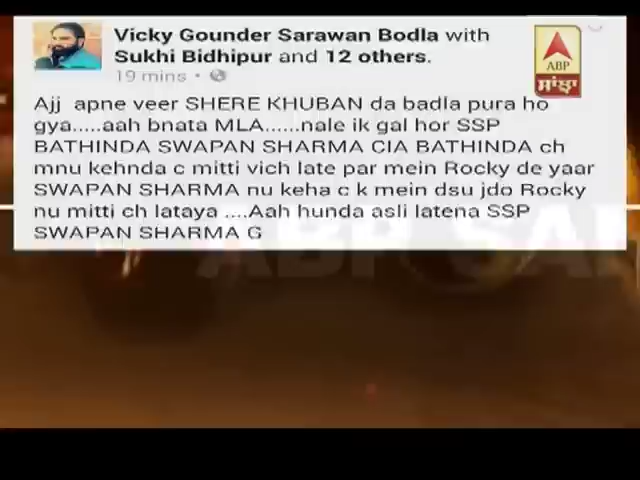 Vicky Gounder Sarawan Bodla with
Sukhi Bidhipur and 12 others.
19 mins
ABP
ਸਾਂਝਾ
Ajj apne veer SHERE KHUBAN da badla pura ho
gya.....aah bnata MLA......nale ik gal hor SSP
BATHINDA SWAPAN SHARMA CIA BATHINDA ch
mnu kehnda c mitti vich late par mein Rocky de yaar
SWAPAN SHARMA nu keha c k mein dsu jdo Rocky
nu mitti ch lataya ....Aah hunda asli latena SSP
SWAPAN SHARMA G
ABP SAN